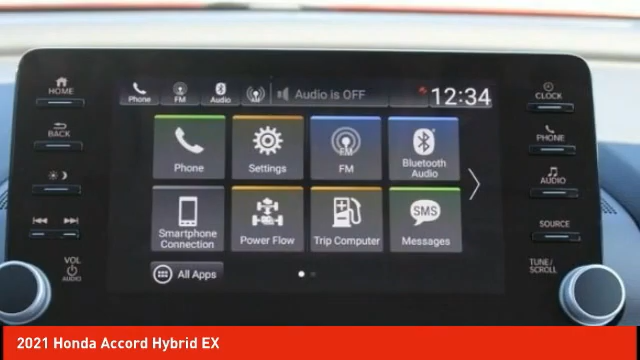 HOME
BACK
VOL
AUDIO
Phone
FM
Audio
Audio is OFF
12:34
Phone
Settings
FM
FM
Bluetooth
Audio
Smartphone
Connection
Power Flow
Trip Computer
SMS
Messages
All Apps
CLOCK
PHONE
AUDIO
SOURCE
TUNE/
SCROLL
2021 Honda Accord Hybrid EX